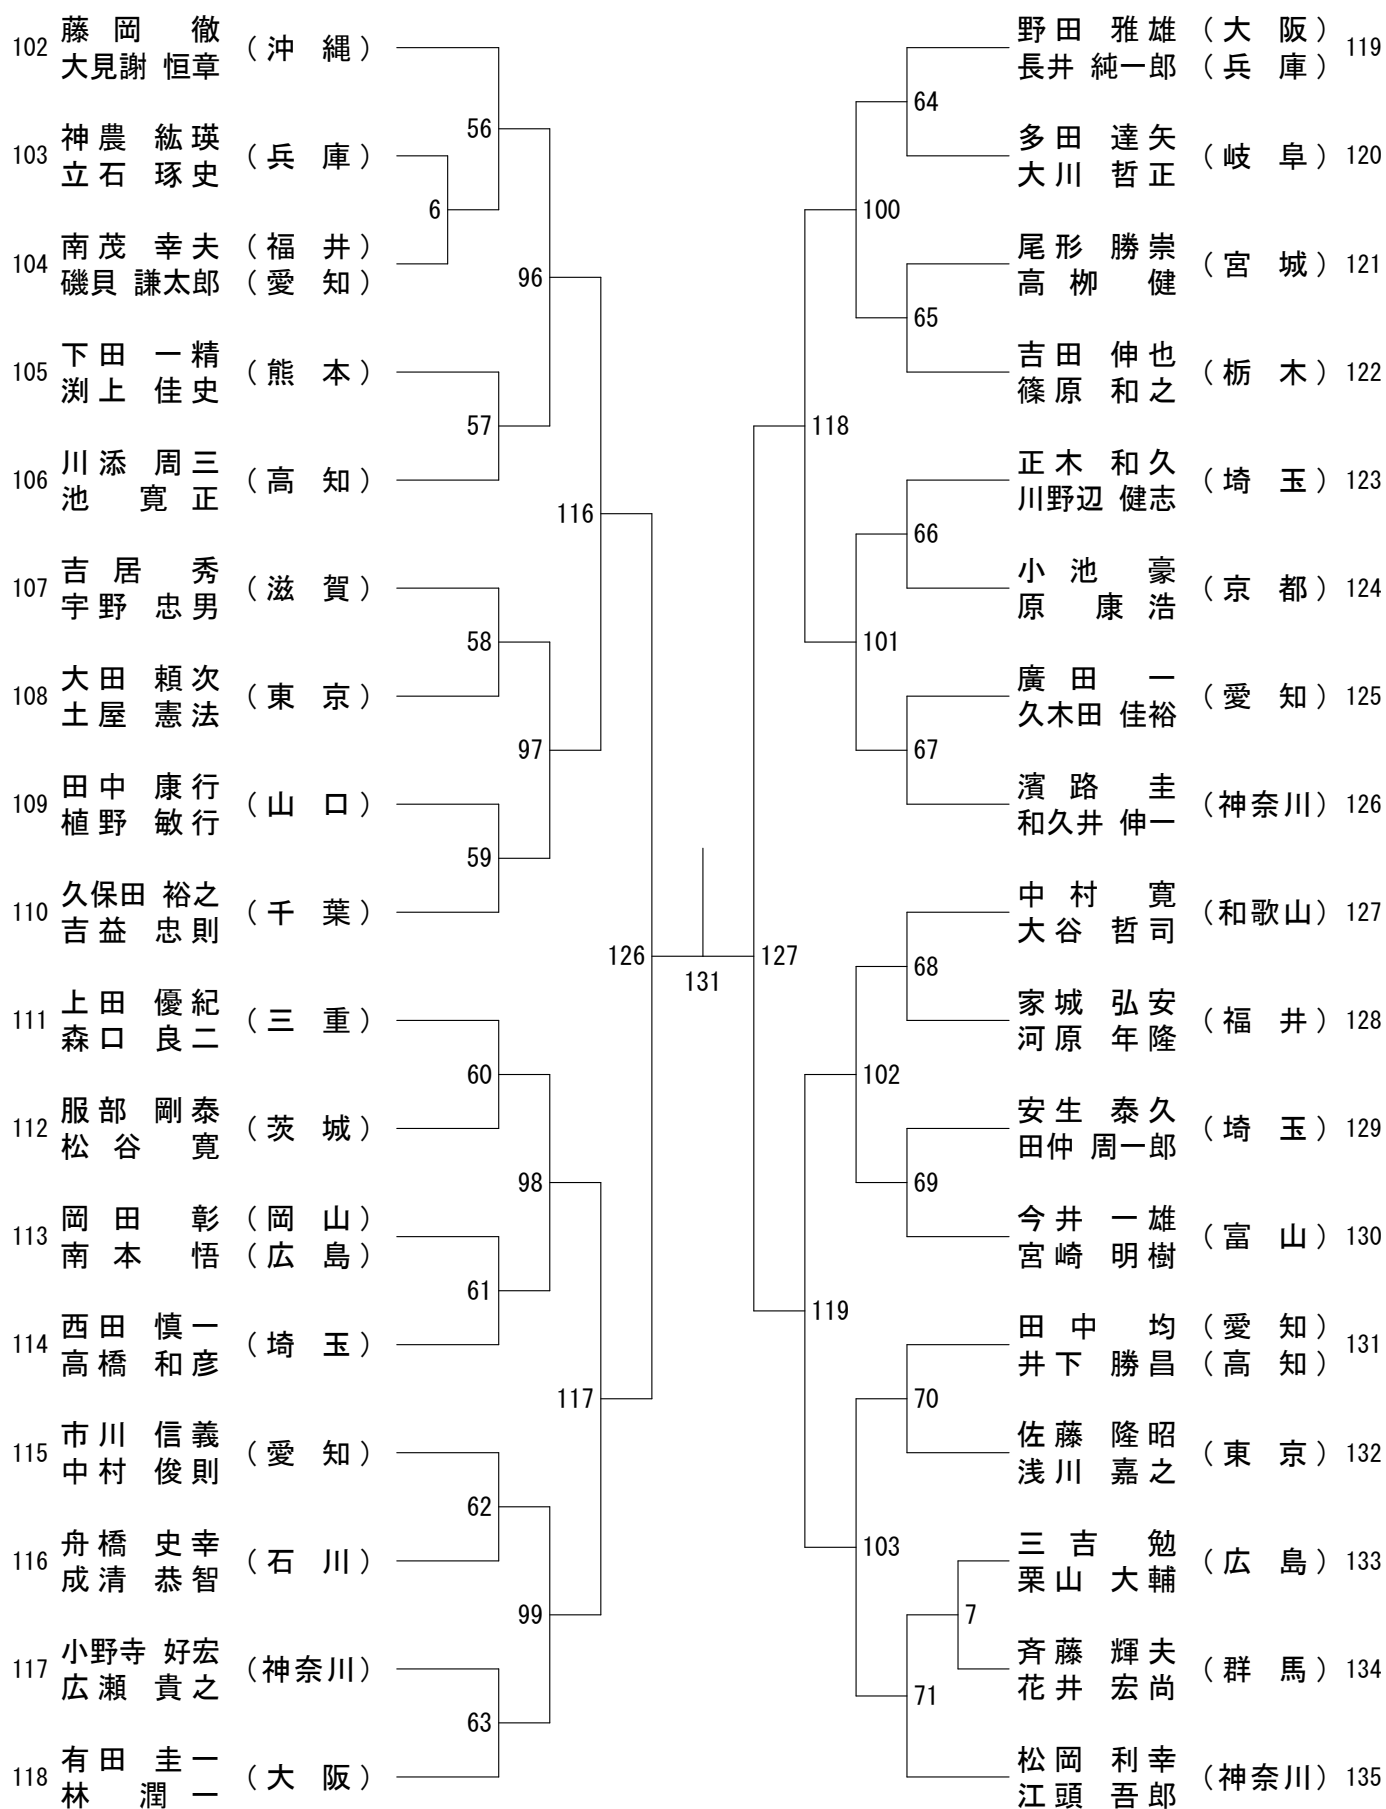 102 藤岡 徹 (沖縄)
大見謝 恒章
103 神農 紘瑛 (兵庫)
立石 琢史
104 南茂 幸夫 (福井)
磯貝 謙太郎 (愛知)
105 下田 一精 (熊本)
渕上 佳史
106 川添 周三 (高知)
池 寛正
107 吉居 秀 (滋賀)
宇野 忠男
108 大田 頼次 (東京)
土屋 憲法
109 田中 康行 (山口)
植野 敏行
110 久保田 裕之 (千葉)
吉益 忠則
111 上田 優紀 (三重)
森口 良二
112 服部 剛泰 (茨城)
松谷 寛
113 岡田 彰 (岡山)
南本 悟 (広島)
114 西田 慎一 (埼玉)
高橋 和彦
115 市川 信義 (愛知)
中村 俊則
116 舟橋 史幸 (石川)
成清 恭智
117 小野寺 好宏 (神奈川)
広瀬 貴之
118 有田 圭一 (大阪)
林 潤一
56
6
96
57
116
58
97
59
126
60
98
61
117
62
99
63
131
127
64
100
65
118
66
101
67
68
102
69
119
70
103
7
71
野田 雅雄 (大阪) 119
長井 純一郎 (兵庫)
多田 達矢 (岐阜) 120
大川 哲正
尾形 勝崇 (宮城) 121
高栁 健
吉田 伸也 (栃木) 122
篠原 和之
正木 和久 (埼玉) 123
川野辺 健志
小池 豪 (京都) 124
原 康浩
廣田 一 (愛知) 125
久木田 佳裕
濱路 圭 (神奈川) 126
和久井 伸一
中村 寛 (和歌山) 127
大谷 哲司
家城 弘安 (福井) 128
河原 年隆
安生 泰久 (埼玉) 129
田仲 周一郎
今井 一雄 (富山) 130
宮崎 明樹
田中 均 (愛知) 131
井下 勝昌 (高知)
佐藤 隆昭 (東京) 132
浅川 嘉之
三吉 勉 (広島) 133
栗山 大輔
斉藤 輝夫 (群馬) 134
花井 宏尚
松岡 利幸 (神奈川) 135
江頭 吾郎